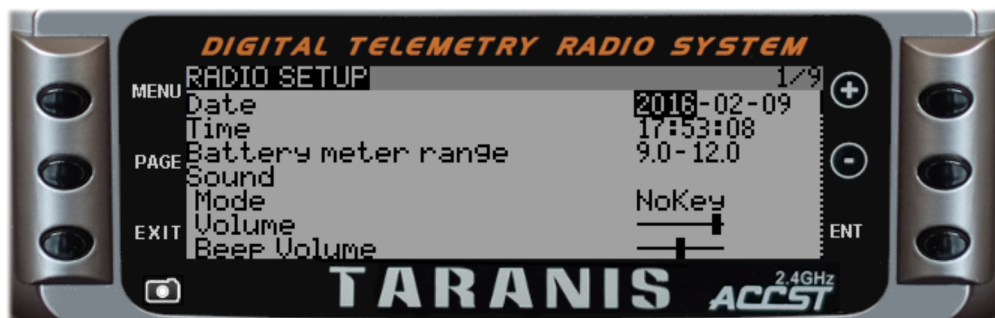 DIGITAL TELEMETRY RADIO SYSTEM
MENU
PAGE
EXIT
RADIO SETUP 1/9
Date 2016-02-09
Time 17:53:08
Battery meter range 9.0-12.0
Sound
Mode NoKey
Volume
Beep Volume
+
-
ENT
TARANIS
2.4GHz
ACCST